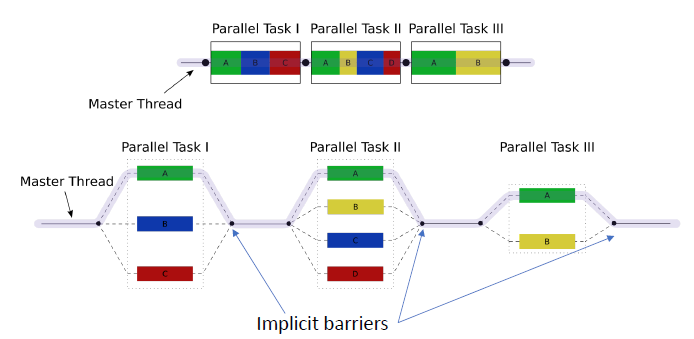 Parallel Task I
Parallel Task II
Parallel Task III
A B C
A B C D
A B
Master Thread
Parallel Task I
Parallel Task II
Parallel Task III
Master Thread
A
B
C
A
B
C
D
A
B
Implicit barriers